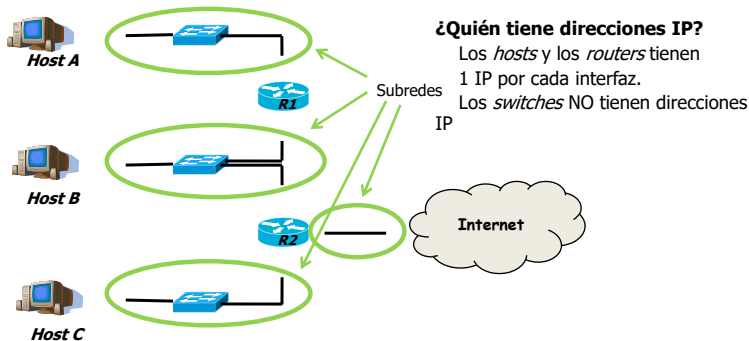 ¿Quién tiene direcciones IP?
Los hosts y los routers tienen
1 IP por cada interfaz.
Los switches NO tienen direcciones
IP
Host A
R1
Subredes
Host B
R2
Internet
Host C